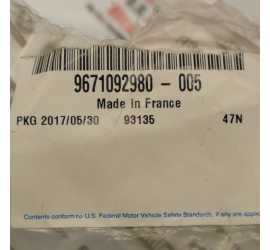 9671092980 - 005
Made In France
PKG 2017/05/30 93135 47N
Contents conform to U.S. Federal Motor Vehicle Safety Standards, if any are